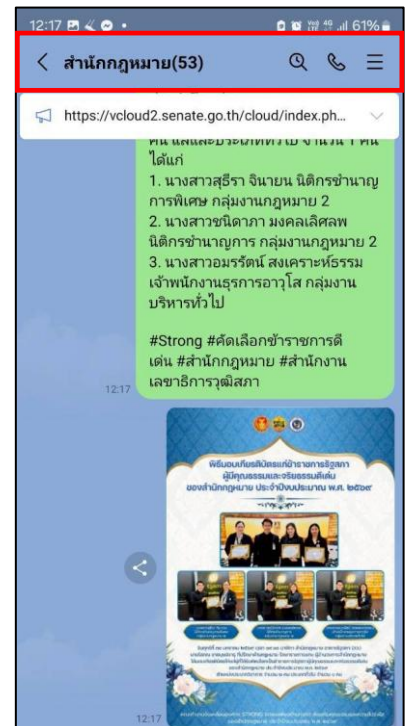 12:17
61%
สำนักกฎหมาย(53)
https://vcloud2.senate.go.th/cloud/index.ph...
คน และและประเภททั่วไป จำนวน 1 คน
ได้แก่
1. นางสาวสุธีรา จินายน นิติกรชำนาญ
การพิเศษ กลุ่มงานกฎหมาย 2
2. นางสาวชนิดาภา มงคลเลิศลพ
นิติกรชำนาญการ กลุ่มงานกฎหมาย 2
3. นางสาวอมรรัตน์ สงเคราะห์ธรรม
เจ้าพนักงานธุรการอาวุโส กลุ่มงาน
บริหารทั่วไป
#Strong #คัดเลือกข้าราชการดี
เด่น #สำนักกฎหมาย #สำนักงาน
เลขาธิการวุฒิสภา
12:17
พิธีมอบเกียรติบัตรแก่ข้าราชการรัฐสภา
ผู้มีคุณธรรมและจริยธรรมดีเด่น
ของสำนักกฎหมาย ประจำปีงบประมาณ พ.ศ. ๒๕๖๙
12:17